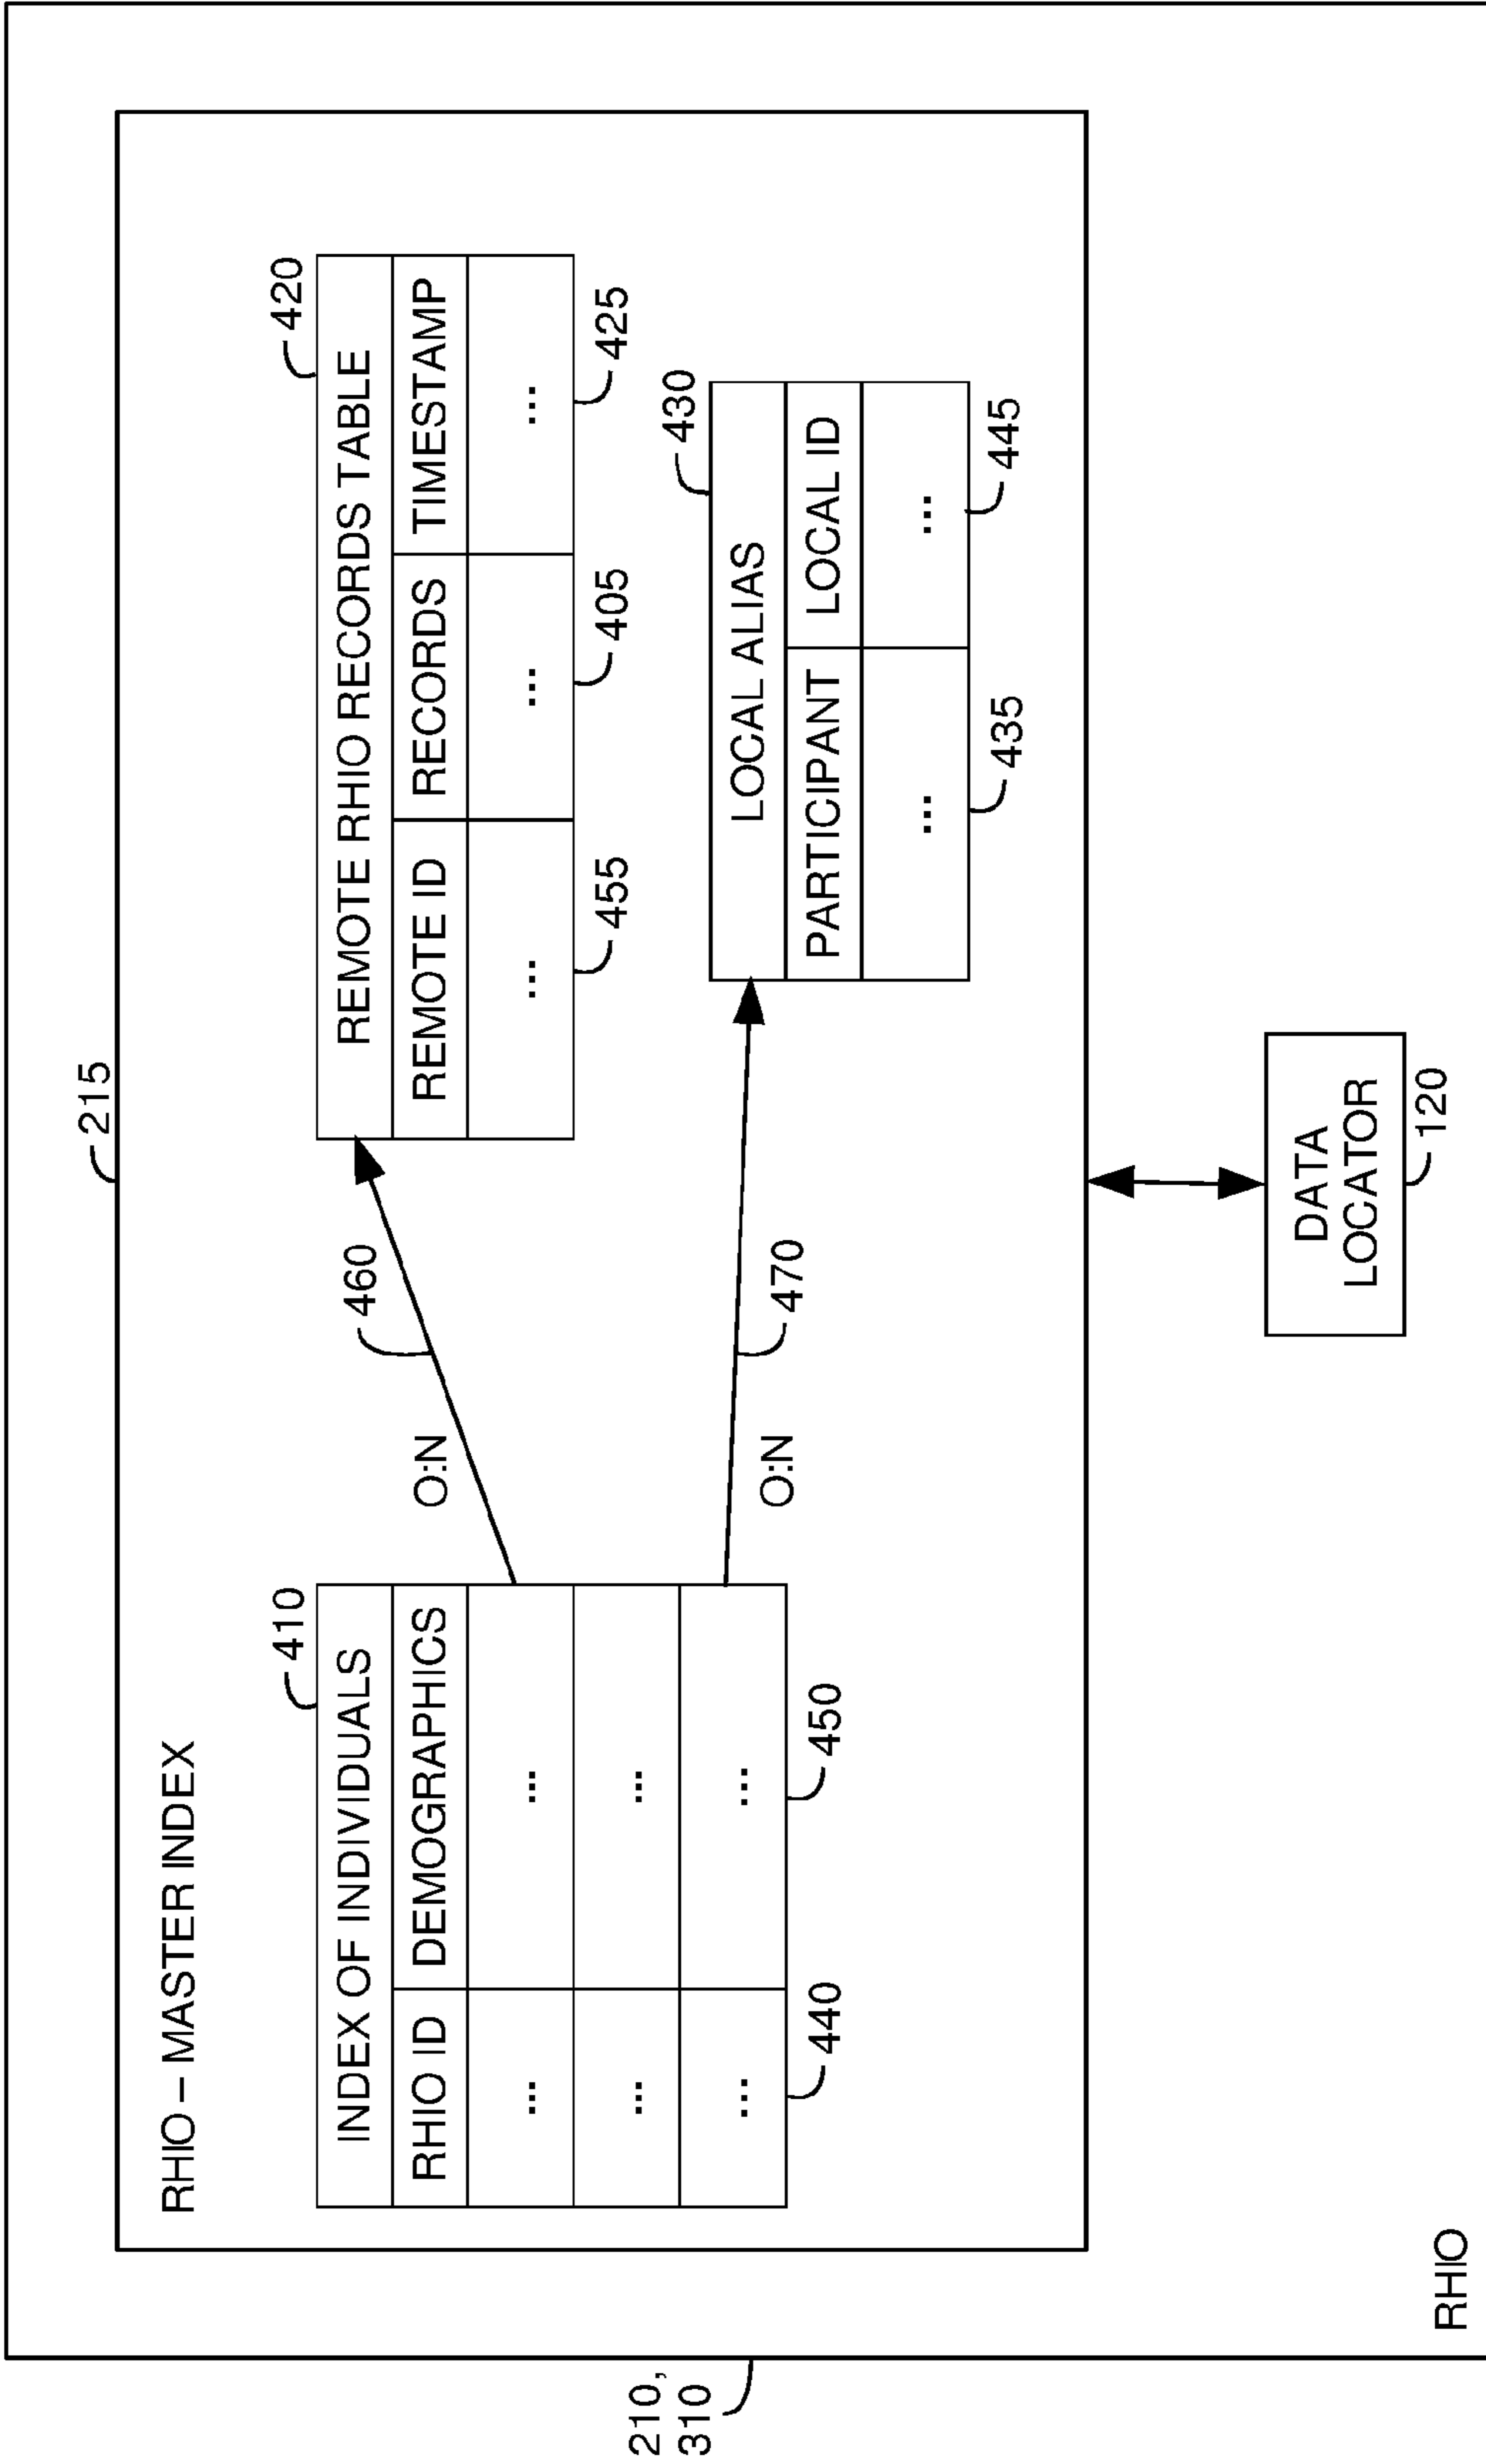 210,
310
215
RHIO – MASTER INDEX
410
INDEX OF INDIVIDUALS
RHIO ID DEMOGRAPHICS
... ...
... ...
... ...
440 450
O:N
460
O:N
470
420
REMOTE RHIO RECORDS TABLE
REMOTE ID RECORDS TIMESTAMP
... ... ...
455 405 425
430
LOCAL ALIAS
PARTICIPANT LOCAL ID
... ...
435 445
DATA
LOCATOR
120
RHIO